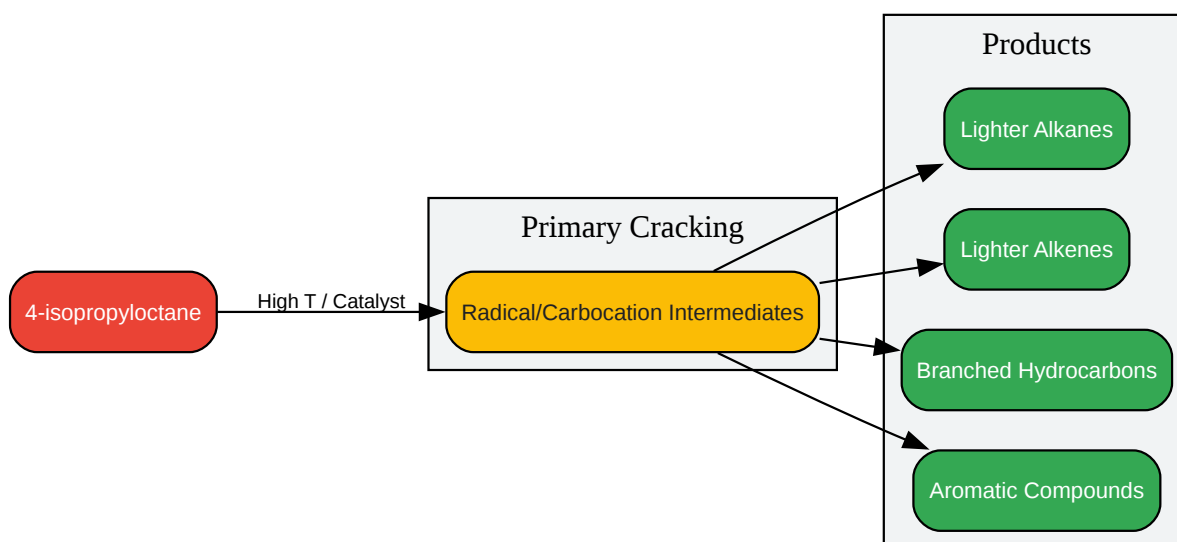 4-isopropyloctane
High T / Catalyst
Primary Cracking
Radical/Carbocation Intermediates
Products
Lighter Alkanes
Lighter Alkenes
Branched Hydrocarbons
Aromatic Compounds